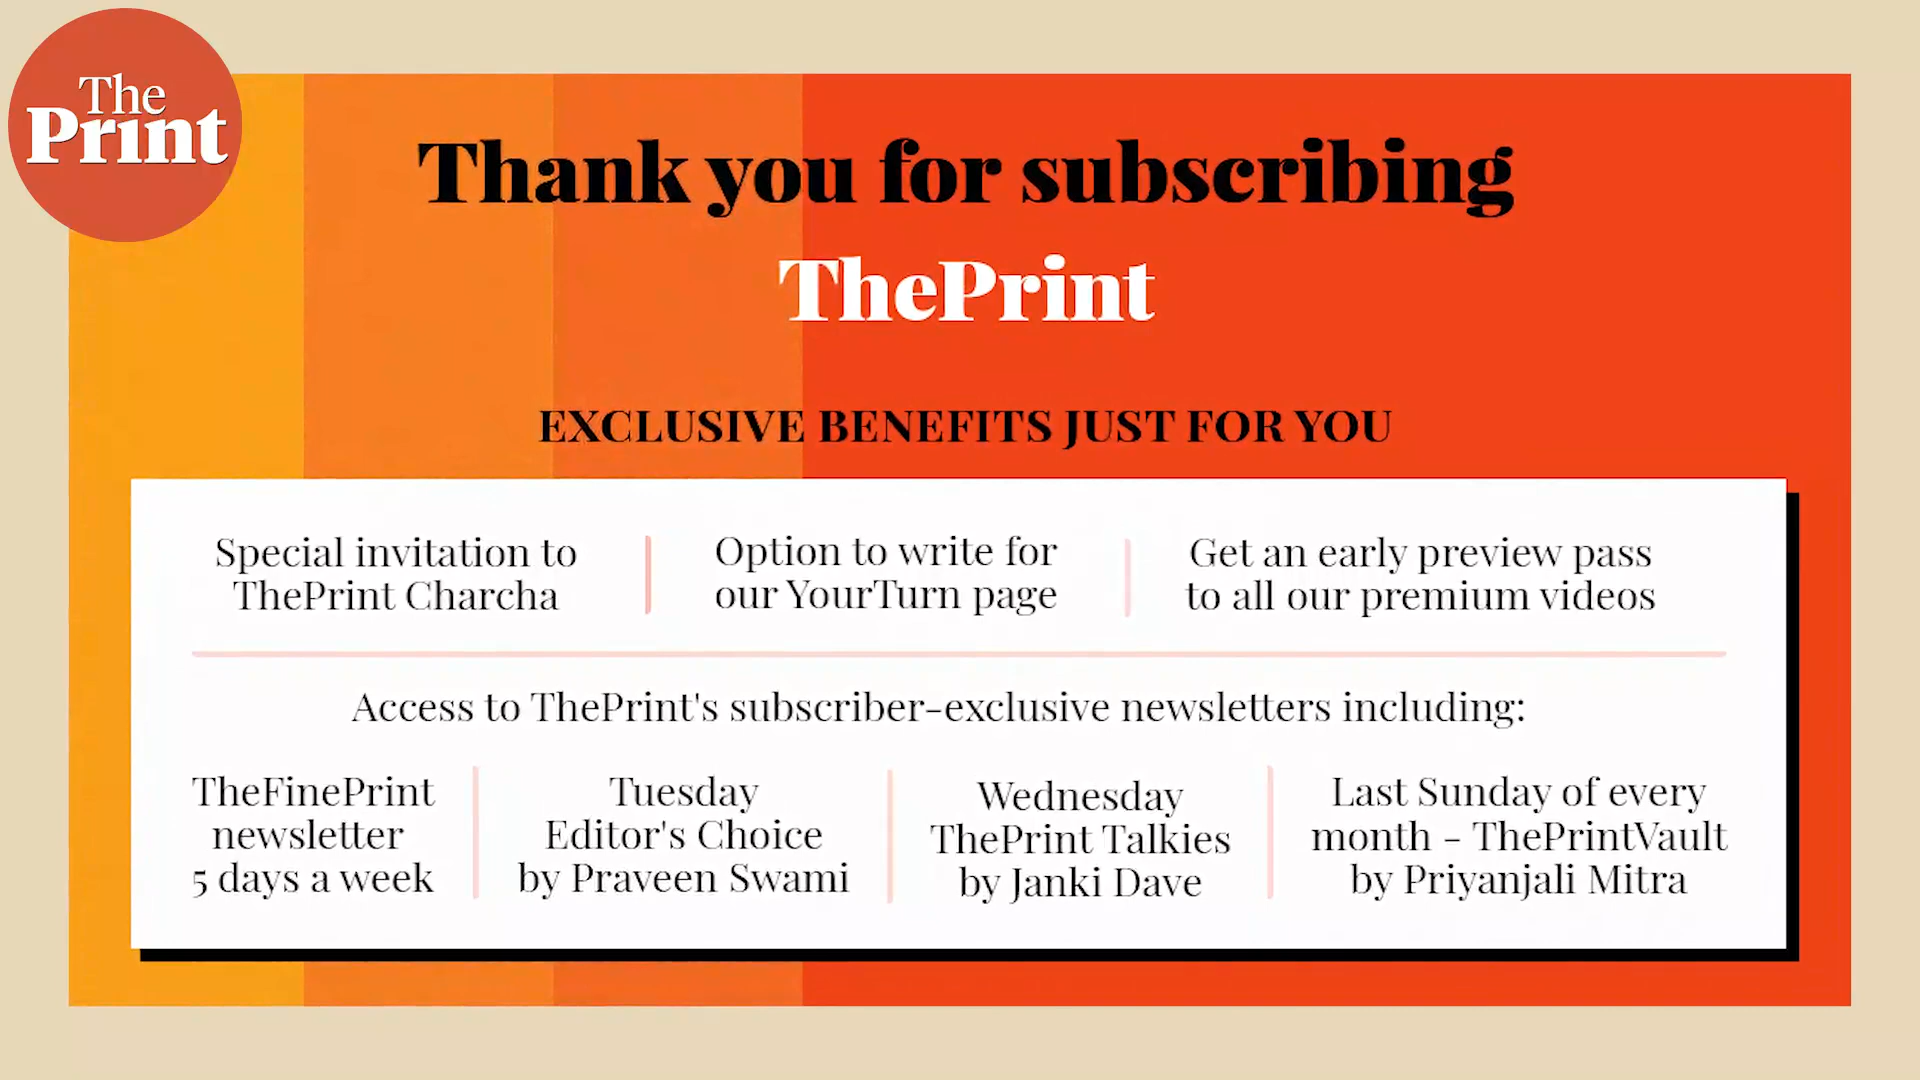 The
Print
Thank you for subscribing
ThePrint
EXCLUSIVE BENEFITS JUST FOR YOU
Special invitation to
ThePrint Charcha
Option to write for
our YourTurn page
Get an early preview pass
to all our premium videos
Access to ThePrint's subscriber-exclusive newsletters including:
TheFinePrint
newsletter
5 days a week
Tuesday
Editor's Choice
by Praveen Swami
Wednesday
ThePrint Talkies
by Janki Dave
Last Sunday of every
month - ThePrintVault
by Priyanjali Mitra